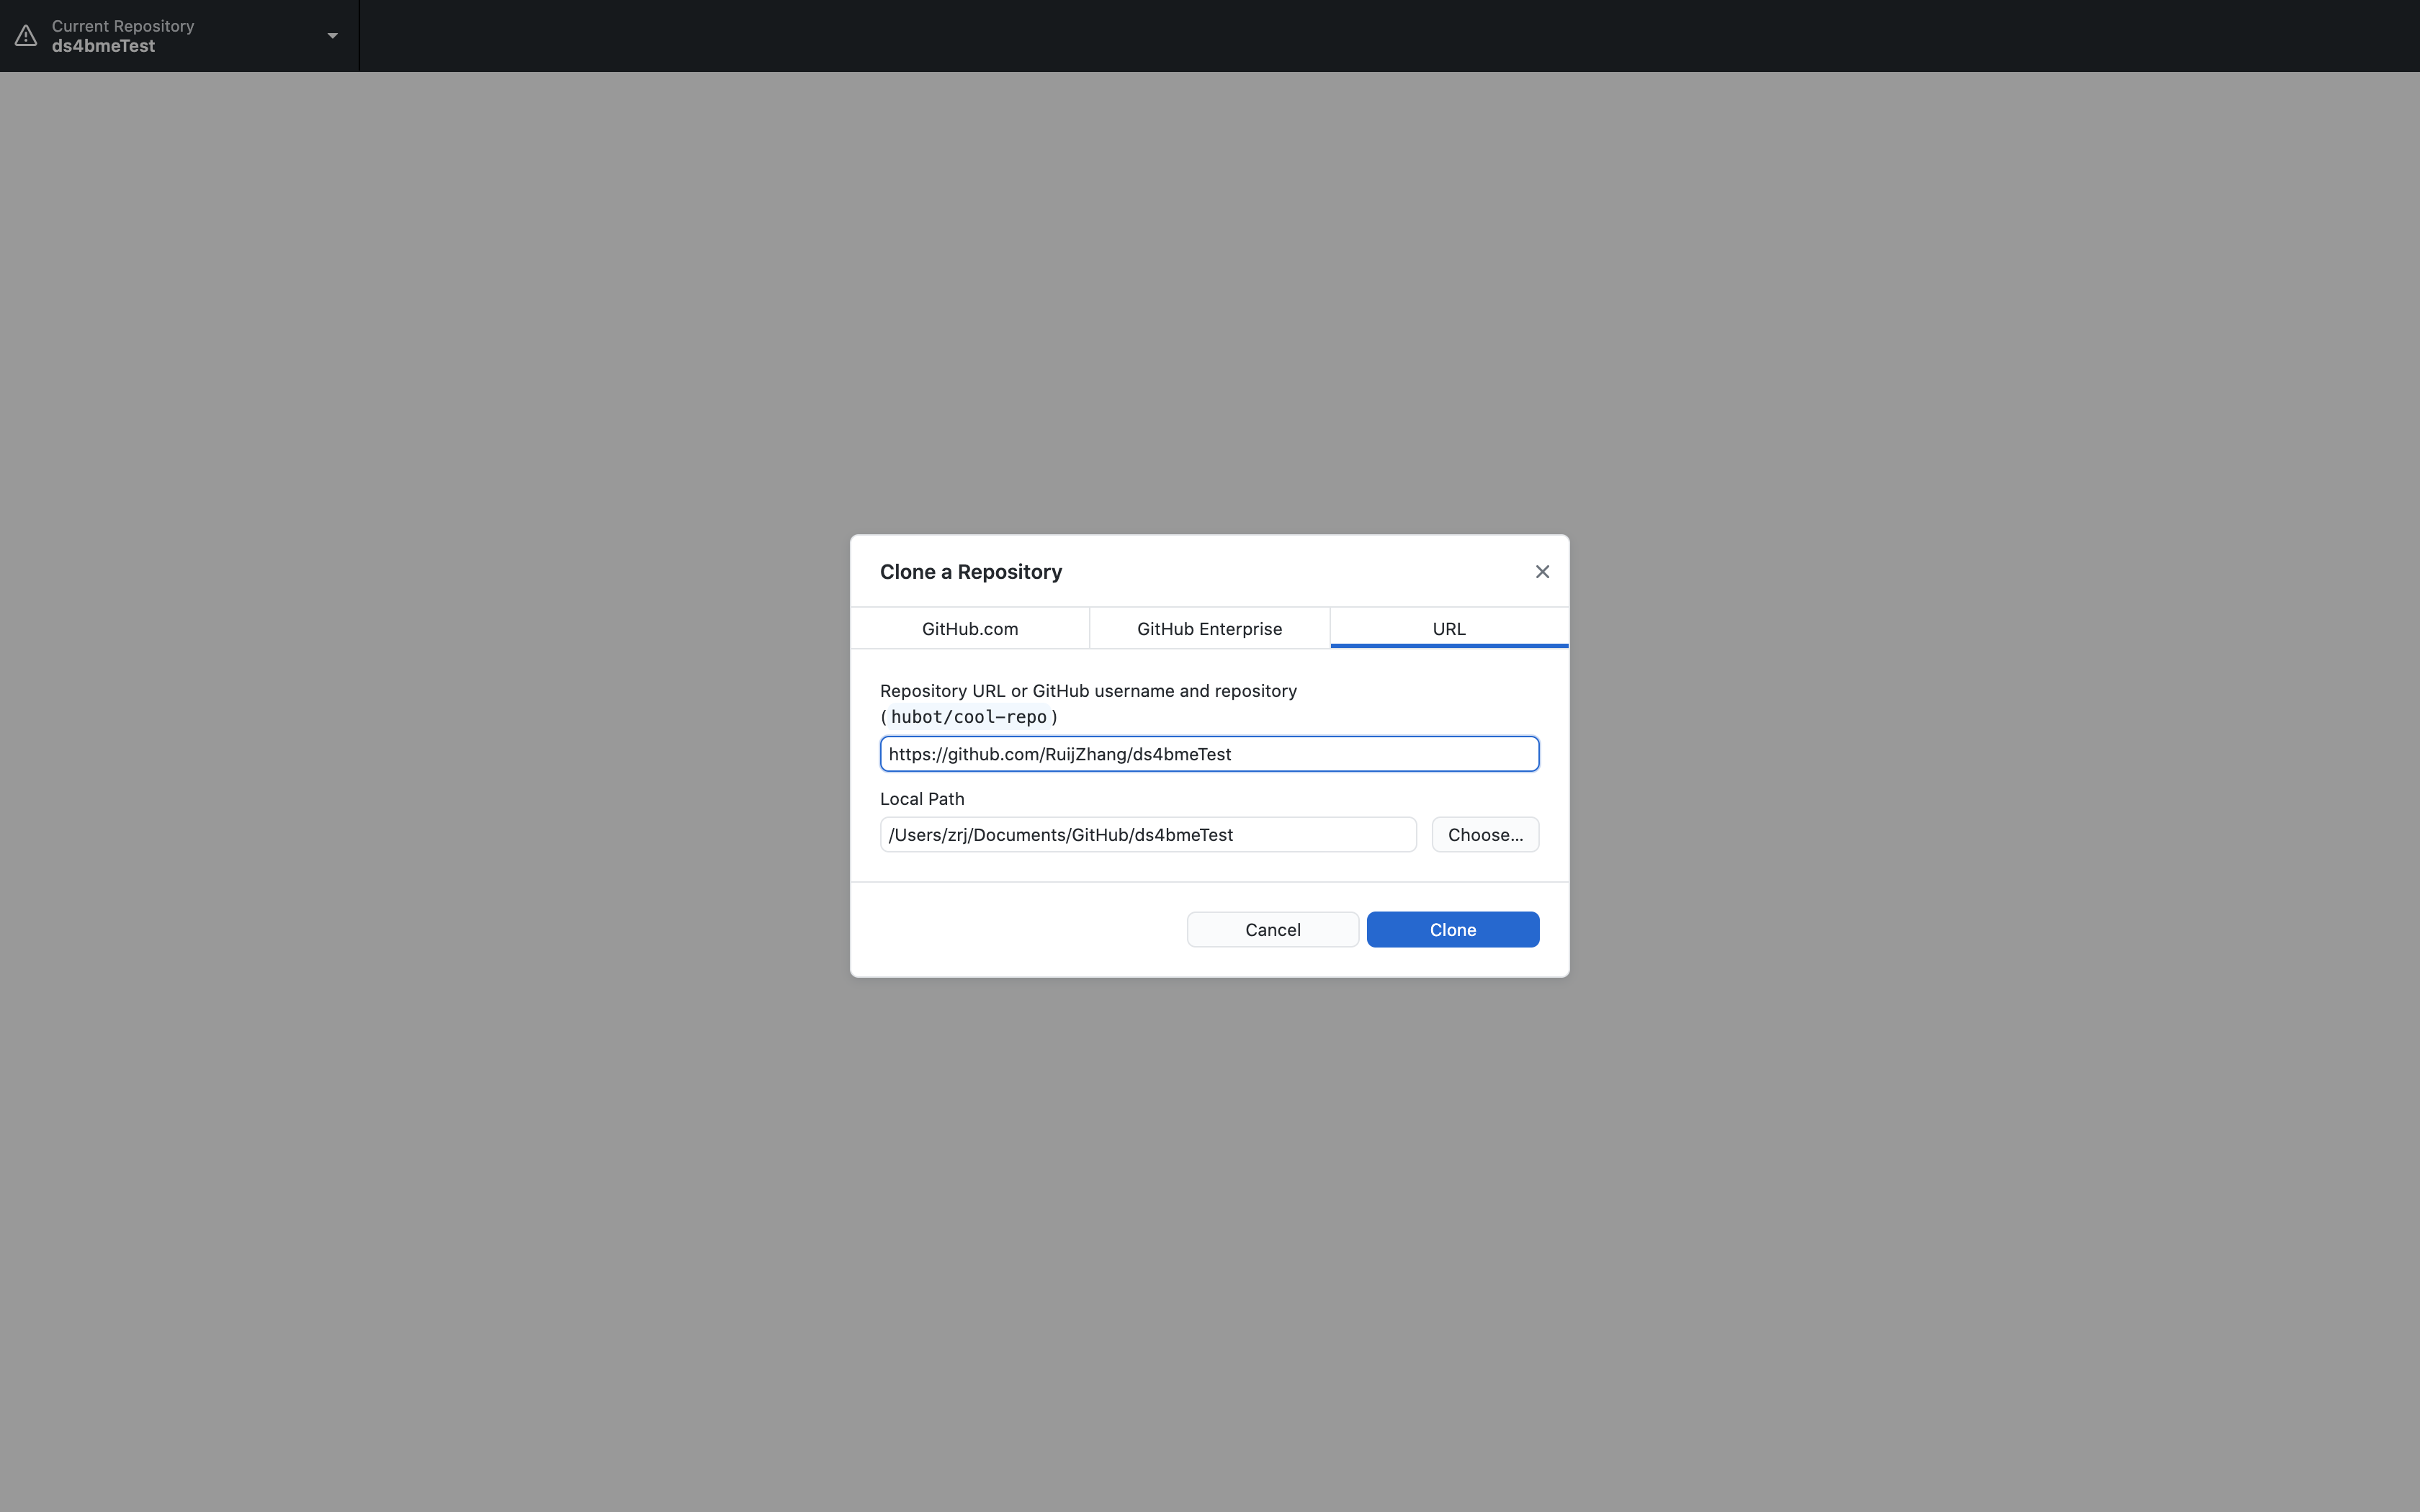 Current Repository
ds4bmeTest
Clone a Repository
GitHub.com
GitHub Enterprise
URL
Repository URL or GitHub username and repository
(hubot/cool-repo)
https://github.com/RuijZhang/ds4bmeTest
Local Path
/Users/zrj/Documents/GitHub/ds4bmeTest
Choose...
Cancel
Clone